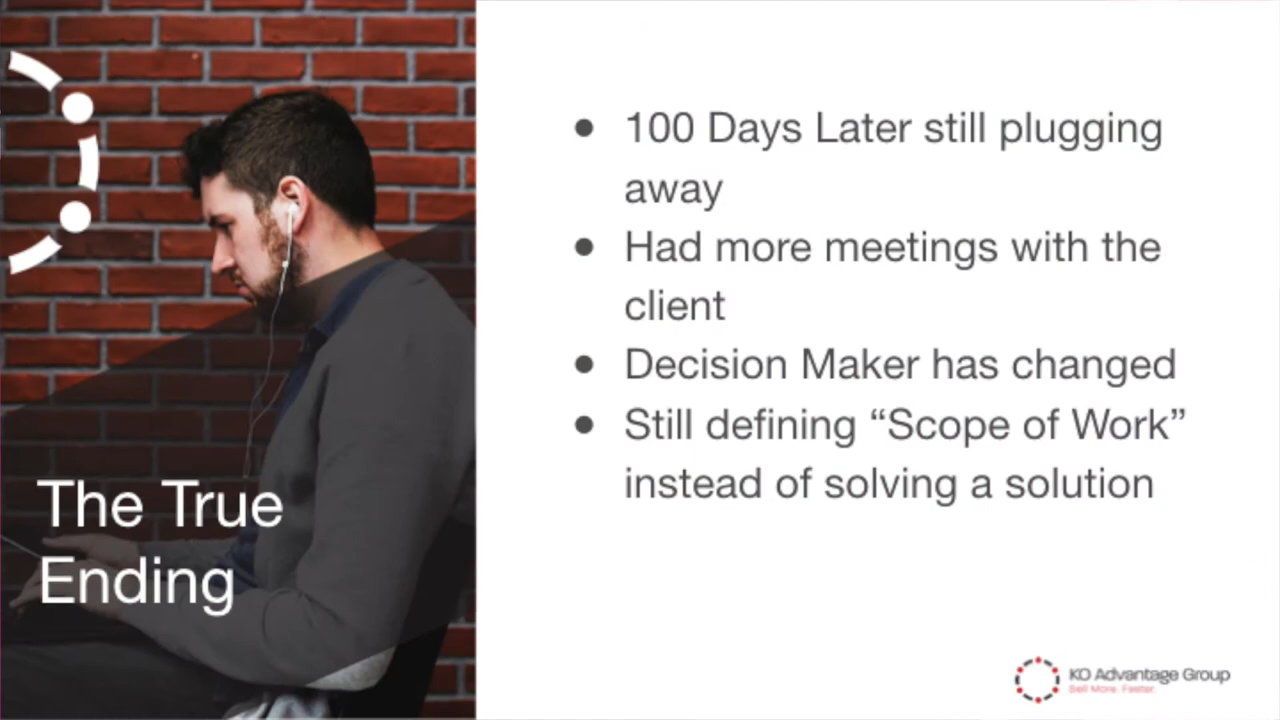 The True
Ending
● 100 Days Later still plugging
away
● Had more meetings with the
client
● Decision Maker has changed
● Still defining “Scope of Work”
instead of solving a solution
KO Advantage Group
Sell More. Faster.